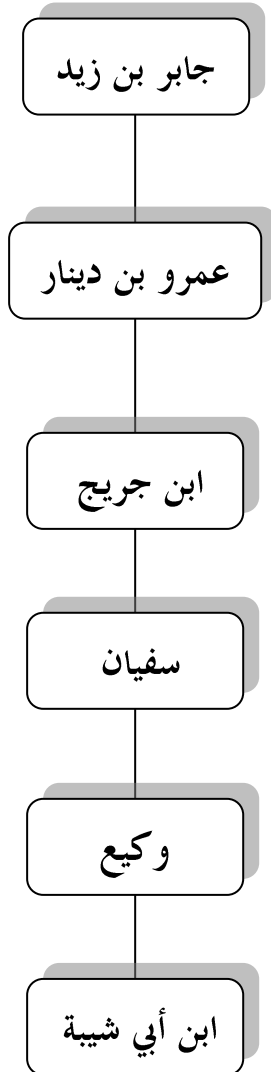 جابر بن زيد
عمرو بن دينار
ابن جريج
سفيان
وكيع
ابن أبي شيبة